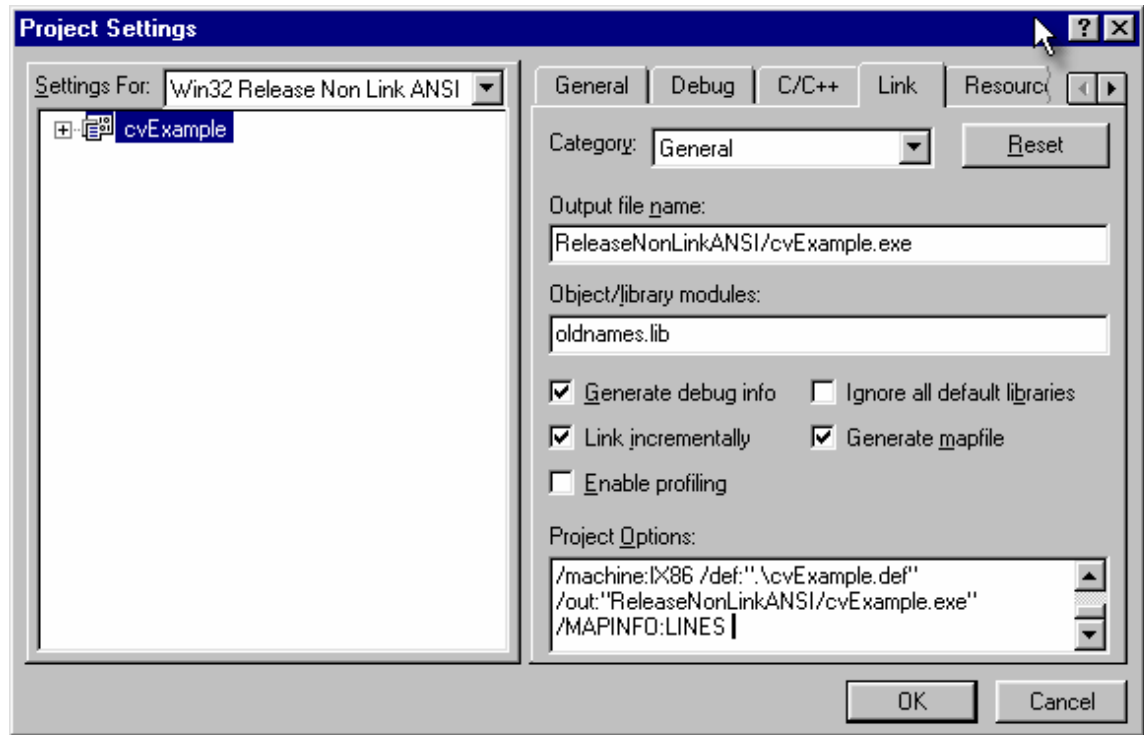 Project Settings
Settings For: Win32 Release Non Link ANSI
cvExample
General Debug C/C++ Link
Category: General Reset
Output file name:
ReleaseNonLinkANSI/cvExample.exe
Object/library modules:
oldnames.lib
Generate debug info Ignore all default libraries
Link incrementally Generate mapfile
Enable profiling
Project Options:
/machine:IX86 /def:".\cvExample.def"
/out:"ReleaseNonLinkANSI/cvExample.exe"
/MAPINFO:LINES
OK Cancel